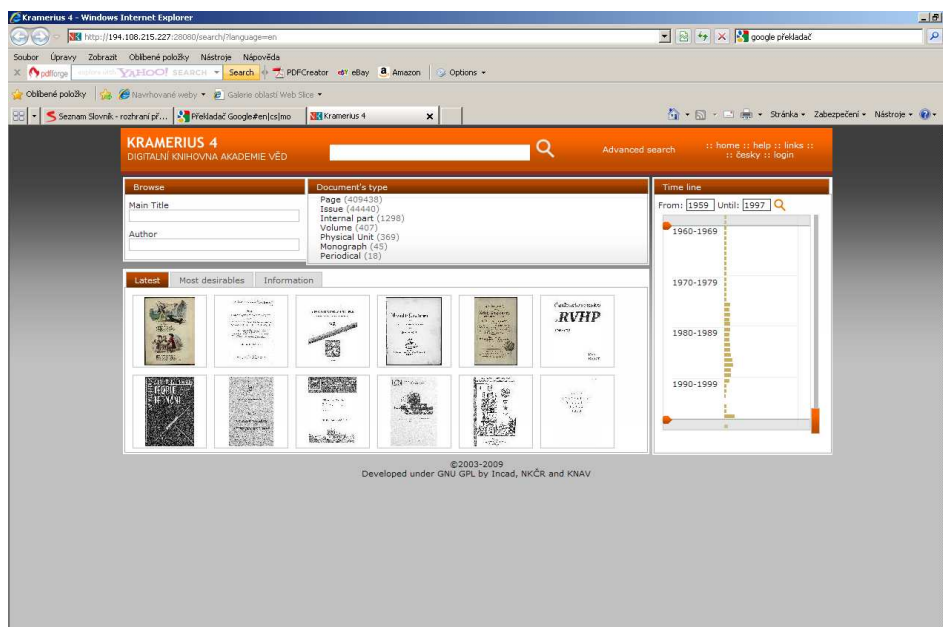 Kramerius 4 - Windows Internet Explorer
http://194.108.215.227:28080/search/?language=en
google překladač
Soubor Úpravy Zobrazit Oblíbené položky Nástroje Nápověda
pdfforge YAHOO! SEARCH Search PDFCreator eBay Amazon Options
Oblíbené položky Navrhované weby Galerie oblastí Web Slice
Seznam Slovník - rozhraní př... Překladač Google#en|cs|mo Kramerius 4 Stránka Zabezpečení Nástroje
KRAMERIUS 4
DIGITALNÍ KNIHOVNA AKADEMIE VĚD
Advanced search
:: home :: help :: links ::
:: česky :: login
Browse
Main Title
Author
Document's type
Page (409438)
Issue (44440)
Internal part (1298)
Volume (407)
Physical Unit (369)
Monograph (45)
Periodical (18)
Time line
From: 1959 Until: 1997
1960-1969
1970-1979
1980-1989
1990-1999
Latest Most desirables Information
RVHP
©2003-2009
Developed under GNU GPL by Incad, NKČR and KNAV